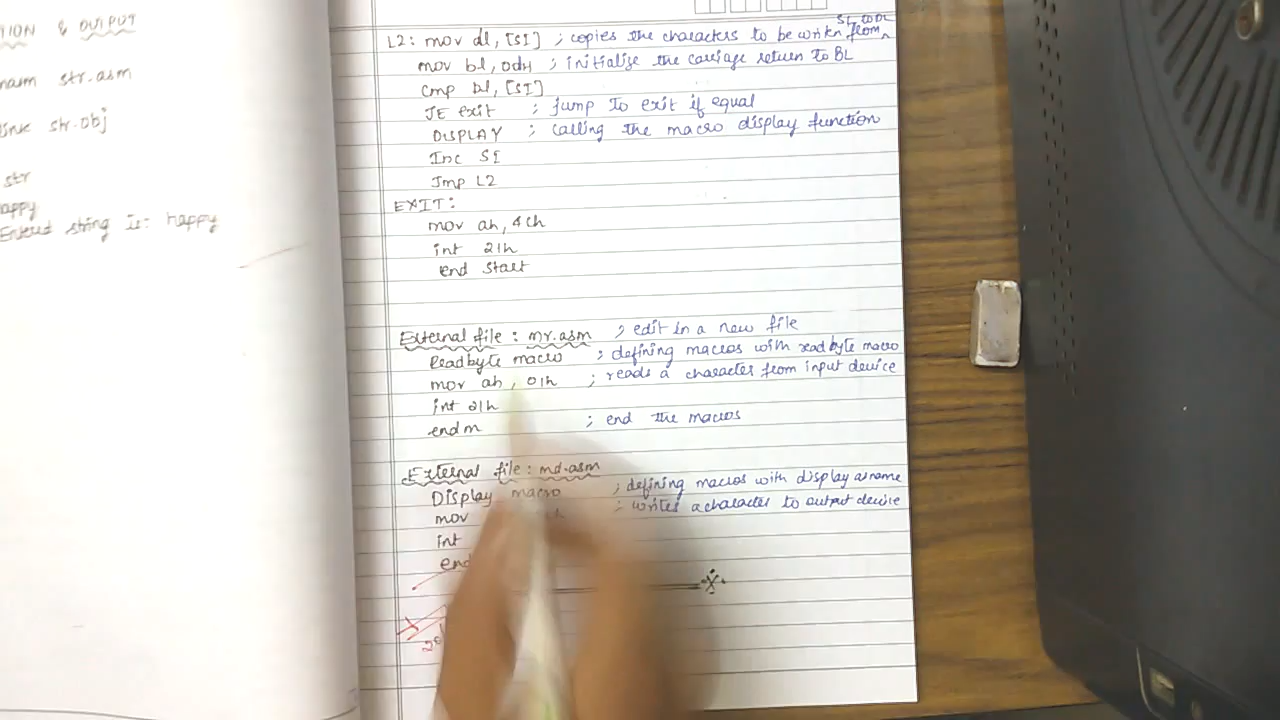 TION & OUTPUT
masm str.asm
link str.obj
str
happy
Entered string is: happy
L2: mov dl, [SI] ; copies the characters to be written from
mov bl, 0dH ; initialise the carriage return to BL
Cmp bl, [SI]
JE exit ; jump to exit if equal
DISPLAY ; calling the macro display function
Inc SI
Jmp L2
EXIT:
mov ah, 4ch
int 21h
end start
External file: mr.asm ; edit in a new file
Readbyte macro ; defining macros with readbyte macro
mov ah, 01h ; reads a character from input device
int 21h
endm ; end the macros
External file: md.asm
Display macro ; defining macros with display as name
mov ; writes a character to output device
int
end